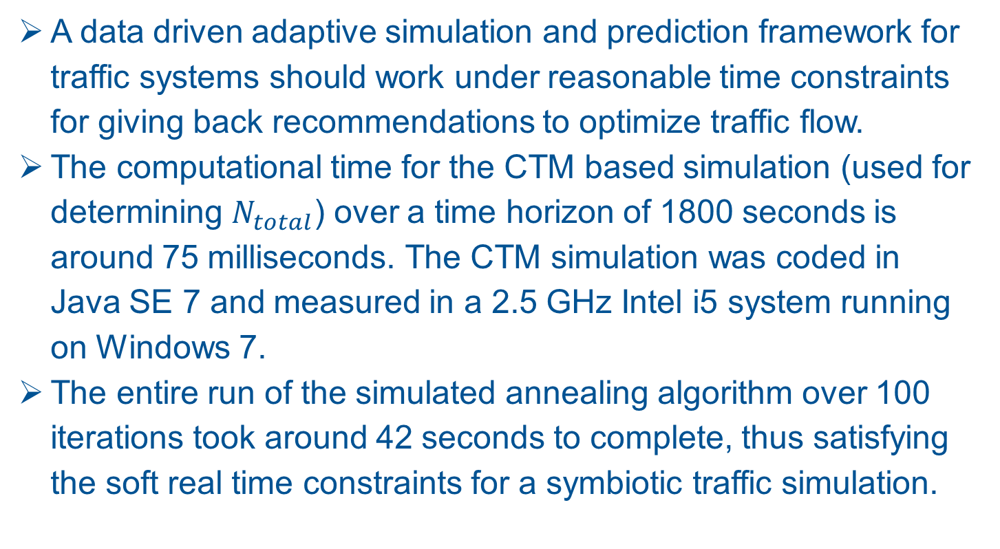 ➢ A data driven adaptive simulation and prediction framework for
traffic systems should work under reasonable time constraints
for giving back recommendations to optimize traffic flow.
➢ The computational time for the CTM based simulation (used for
determining N_{total}) over a time horizon of 1800 seconds is
around 75 milliseconds. The CTM simulation was coded in
Java SE 7 and measured in a 2.5 GHz Intel i5 system running
on Windows 7.
➢ The entire run of the simulated annealing algorithm over 100
iterations took around 42 seconds to complete, thus satisfying
the soft real time constraints for a symbiotic traffic simulation.